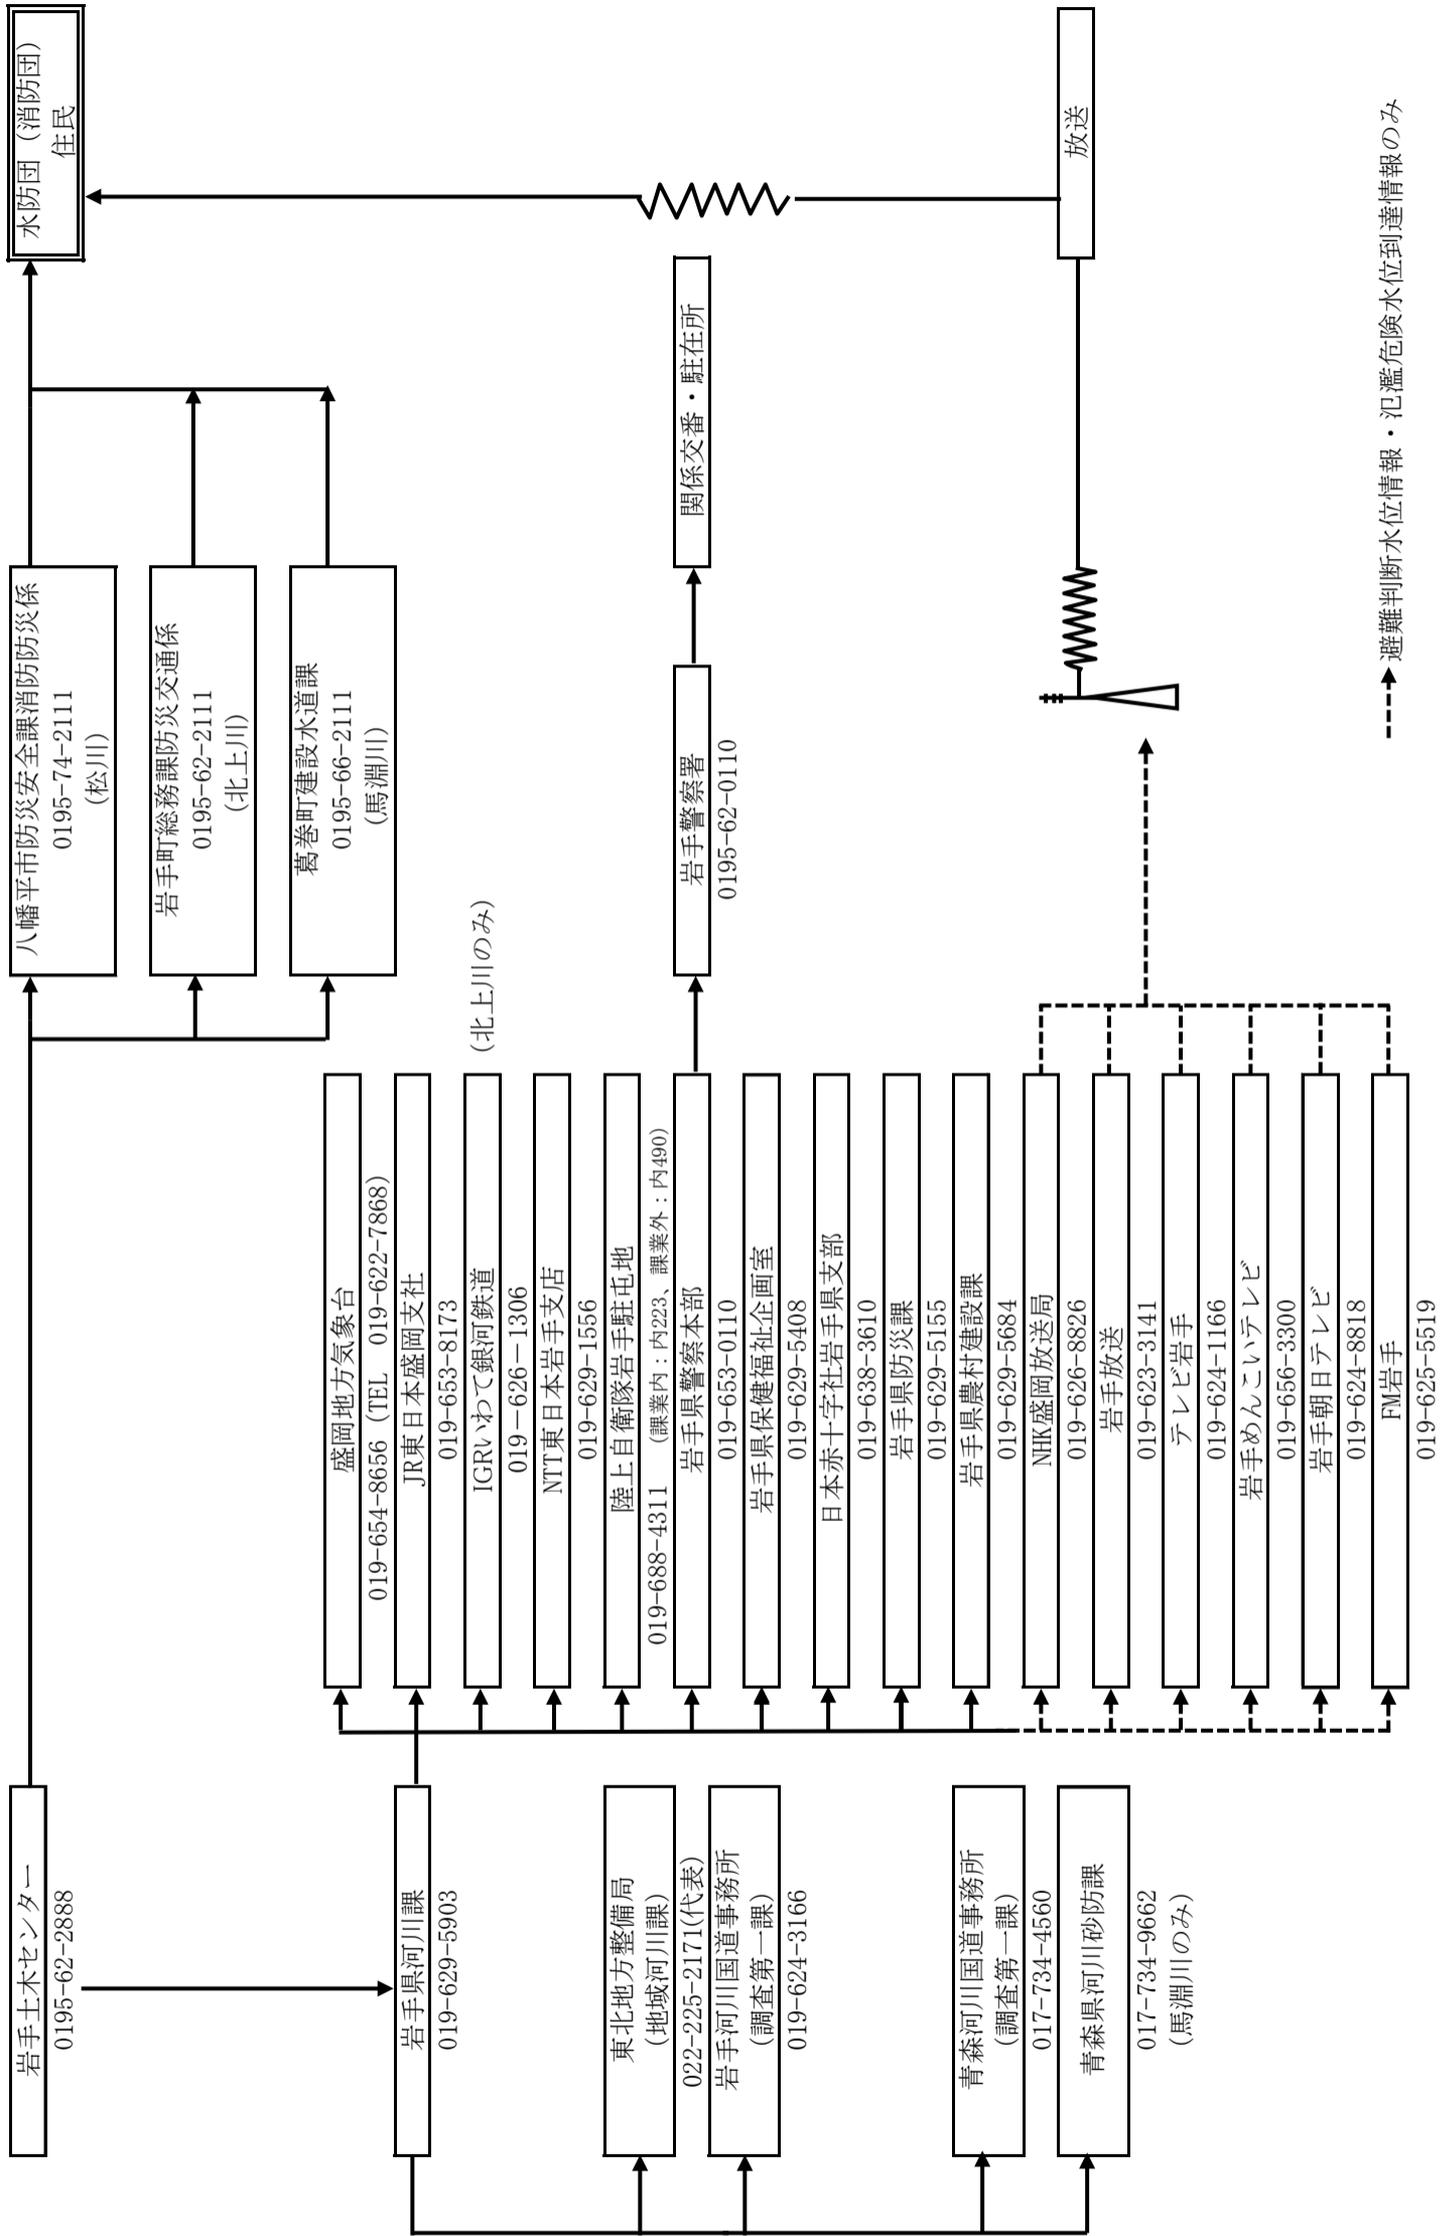 岩手土木センター
0195-62-2888
岩手県河川課
019-629-5903
東北地方整備局
(地域河川課)
022-225-2171(代表)
岩手河川国道事務所
(調査第一課)
019-624-3166
青森河川国道事務所
(調査第一課)
017-734-4560
青森県河川砂防課
017-734-9662
(馬淵川のみ)
盛岡地方気象台
019-654-8656 (TEL 019-622-7868)
JR東日本盛岡支社
019-653-8173
IGRいわて銀河鉄道
(北上川のみ)
019-626-1306
NTT東日本岩手支店
019-629-1556
陸上自衛隊岩手駐屯地
019-688-4311 (課業内：内223、課業外：内490)
岩手県警察本部
019-653-0110
岩手県保健福祉企画室
019-629-5408
日本赤十字社岩手県支部
019-638-3610
岩手県防災課
019-629-5155
岩手県農村建設課
019-629-5684
NHK盛岡放送局
019-626-8826
岩手放送
019-623-3141
テレビ岩手
019-624-1166
岩手めんこいテレビ
019-656-3300
岩手朝日テレビ
019-624-8818
FM岩手
019-625-5519
八幡平市防災安全課消防防災係
0195-74-2111
(松川)
岩手町総務課防災交通係
0195-62-2111
(北上川)
葛巻町建設水道課
0195-66-2111
(馬淵川)
岩手警察署
0195-62-0110
関係交番・駐在所
水防団（消防団）
住民
放送
避難判断水位情報・氾濫危険水位到達情報のみ